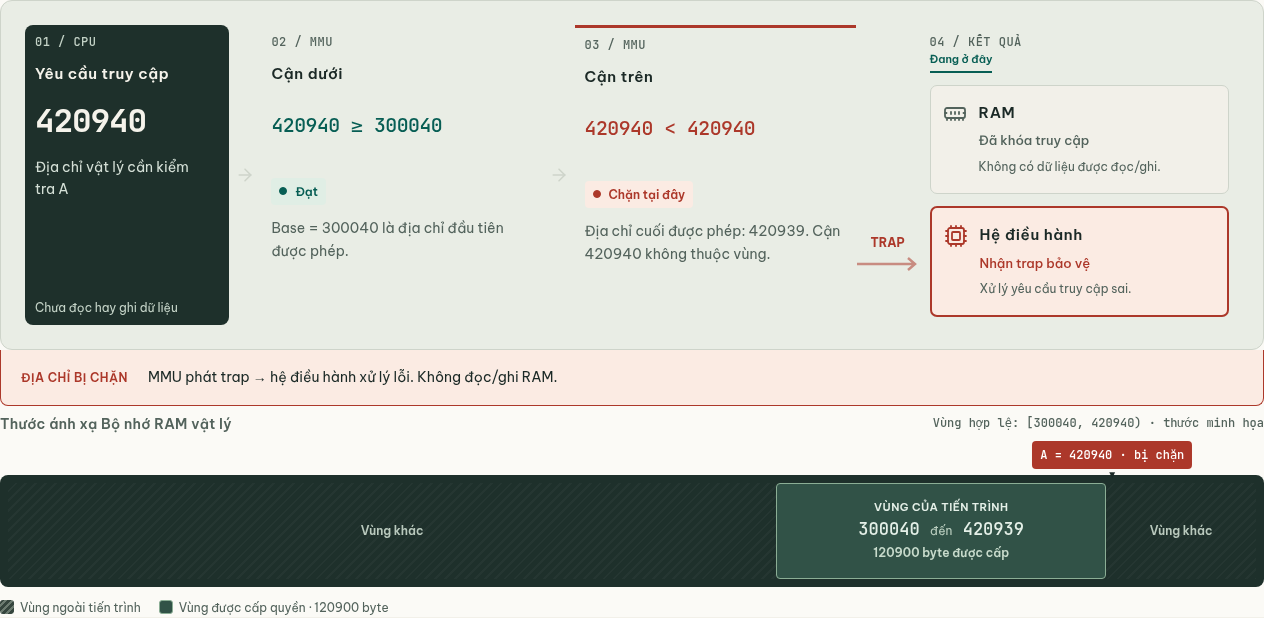 01 / CPU
Yêu cầu truy cập
420940
Địa chỉ vật lý cần kiểm
tra A
Chưa đọc hay ghi dữ liệu
02 / MMU
Cận dưới
420940 ≥ 300040
Đạt
Base = 300040 là địa chỉ đầu tiên
được phép.
03 / MMU
Cận trên
420940 < 420940
Chặn tại đây
Địa chỉ cuối được phép: 420939. Cận
420940 không thuộc vùng.
TRAP
04 / KẾT QUẢ
Đang ở đây
RAM
Đã khóa truy cập
Không có dữ liệu được đọc/ghi.
Hệ điều hành
Nhận trap bảo vệ
Xử lý yêu cầu truy cập sai.
ĐỊA CHỈ BỊ CHẶN MMU phát trap → hệ điều hành xử lý lỗi. Không đọc/ghi RAM.
Thước ánh xạ Bộ nhớ RAM vật lý
Vùng hợp lệ: [300040, 420940) · thước minh họa
A = 420940 · bị chặn
Vùng khác
VÙNG CỦA TIẾN TRÌNH
300040 đến 420939
120900 byte được cấp
Vùng khác
Vùng ngoài tiến trình
Vùng được cấp quyền · 120900 byte